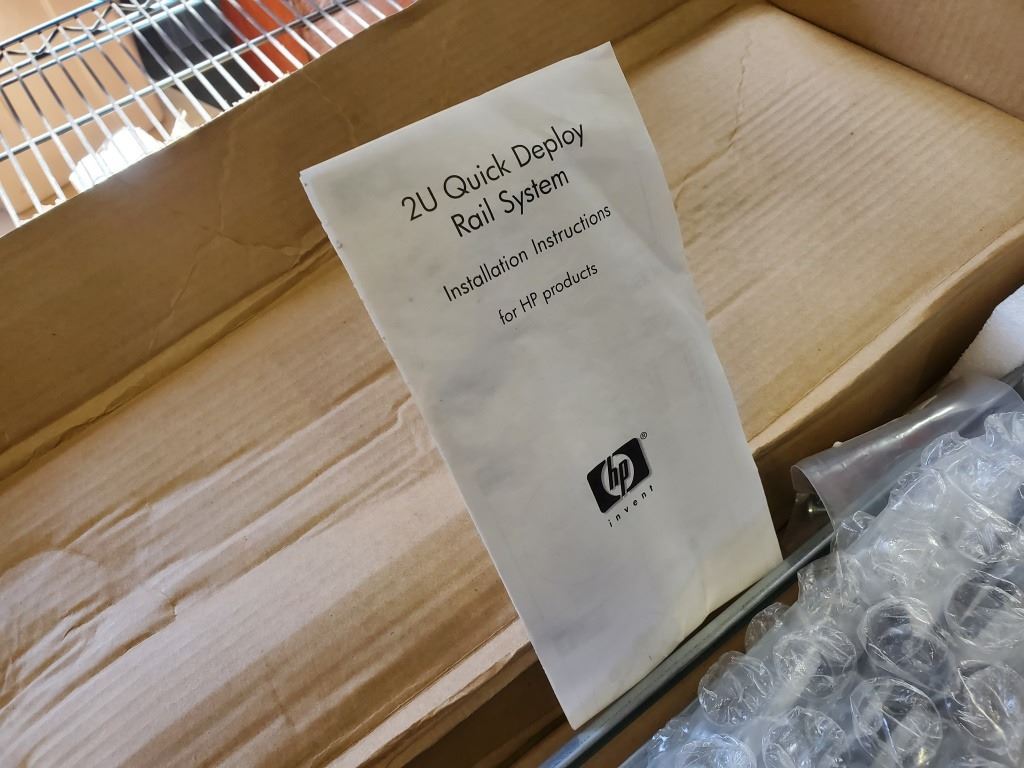 2U Quick Deploy
Rail System
Installation Instructions
for HP products
hp®
invent